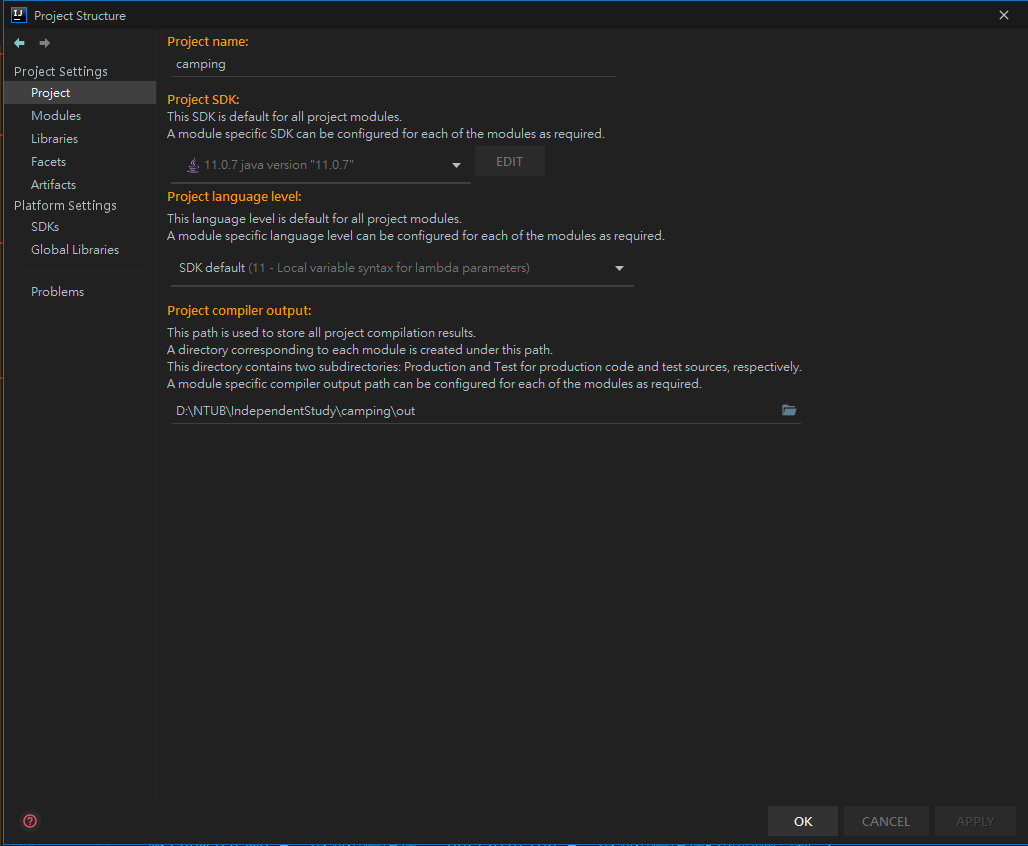 Project Structure
Project Settings
Project
Modules
Libraries
Facets
Artifacts
Platform Settings
SDKs
Global Libraries
Problems
Project name:
camping
Project SDK:
This SDK is default for all project modules.
A module specific SDK can be configured for each of the modules as required.
11.0.7 java version "11.0.7"
EDIT
Project language level:
This language level is default for all project modules.
A module specific language level can be configured for each of the modules as required.
SDK default (11 - Local variable syntax for lambda parameters)
Project compiler output:
This path is used to store all project compilation results.
A directory corresponding to each module is created under this path.
This directory contains two subdirectories: Production and Test for production code and test sources, respectively.
A module specific compiler output path can be configured for each of the modules as required.
D:\NTUB\IndependentStudy\camping\out
OK
CANCEL
APPLY